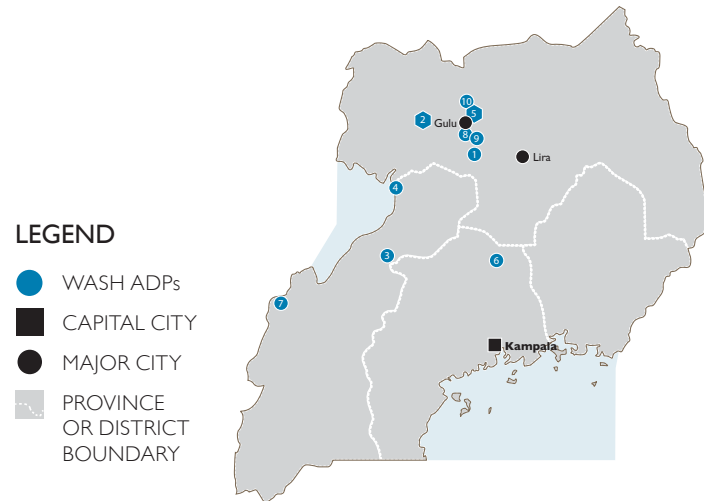 10
5
2
Gulu
8
9
1
Lira
4
LEGEND
3
6
WASH ADPs
7
CAPITAL CITY
Kampala
MAJOR CITY
PROVINCE
OR DISTRICT
BOUNDARY